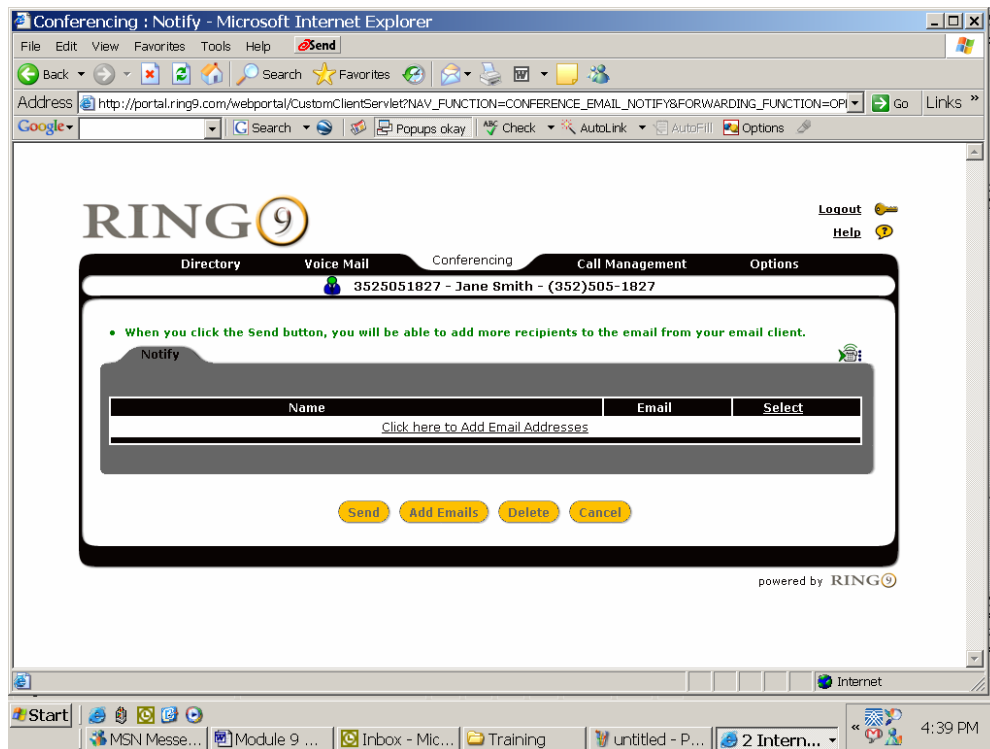 Conferencing : Notify - Microsoft Internet Explorer
File Edit View Favorites Tools Help Send
Back Search Favorites
Address http://portal.ring9.com/webportal/CustomClientServlet?NAV_FUNCTION=CONFERENCE_EMAIL_NOTIFY&FORWARDING_FUNCTION=OPI Go Links »
Google Search Popups okay ABC Check AutoLink AutoFill Options
RING9
Logout
Help ?
Directory Voice Mail Conferencing Call Management Options
3525051827 - Jane Smith - (352)505-1827
• When you click the Send button, you will be able to add more recipients to the email from your email client.
Notify
Name Email Select
Click here to Add Email Addresses
Send Add Emails Delete Cancel
powered by RING9
Internet
Start
MSN Messe... Module 9 ... Inbox - Mic... Training untitled - P... 2 Intern... « 4:39 PM